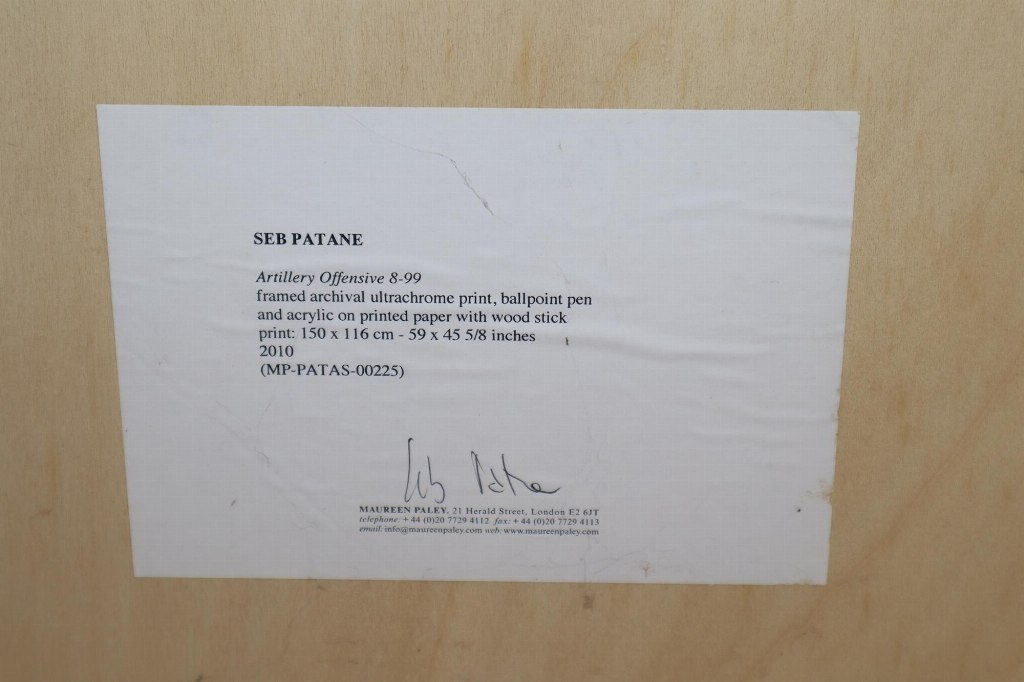 SEB PATANE
Artillery Offensive 8-99
framed archival ultrachrome print, ballpoint pen
and acrylic on printed paper with wood stick
print: 150 x 116 cm - 59 x 45 5/8 inches
2010
(MP-PATAS-00225)
Seb Patane
MAUREEN PALEY. 21 Herald Street, London E2 6JT
telephone: + 44 (0)20 7729 4112 fax: + 44 (0)20 7729 4113
email: info@maureenpaley.com web: www.maureenpaley.com